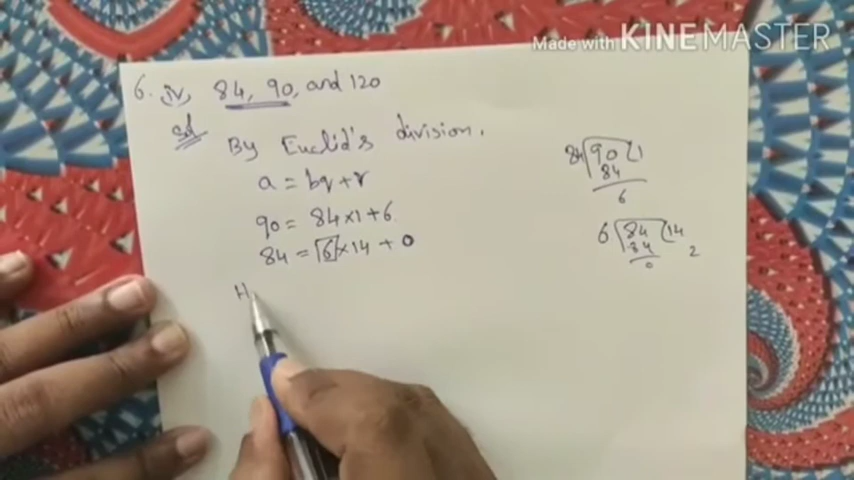 Made with KINEMASTER
6. iv, 84, 90, and 120
Sol
By Euclid's division.
a = bq+r
90 = 84×1+6
84 = 6×14 + 0
H
84 90 1
84
6
6 84 14
84 2
0